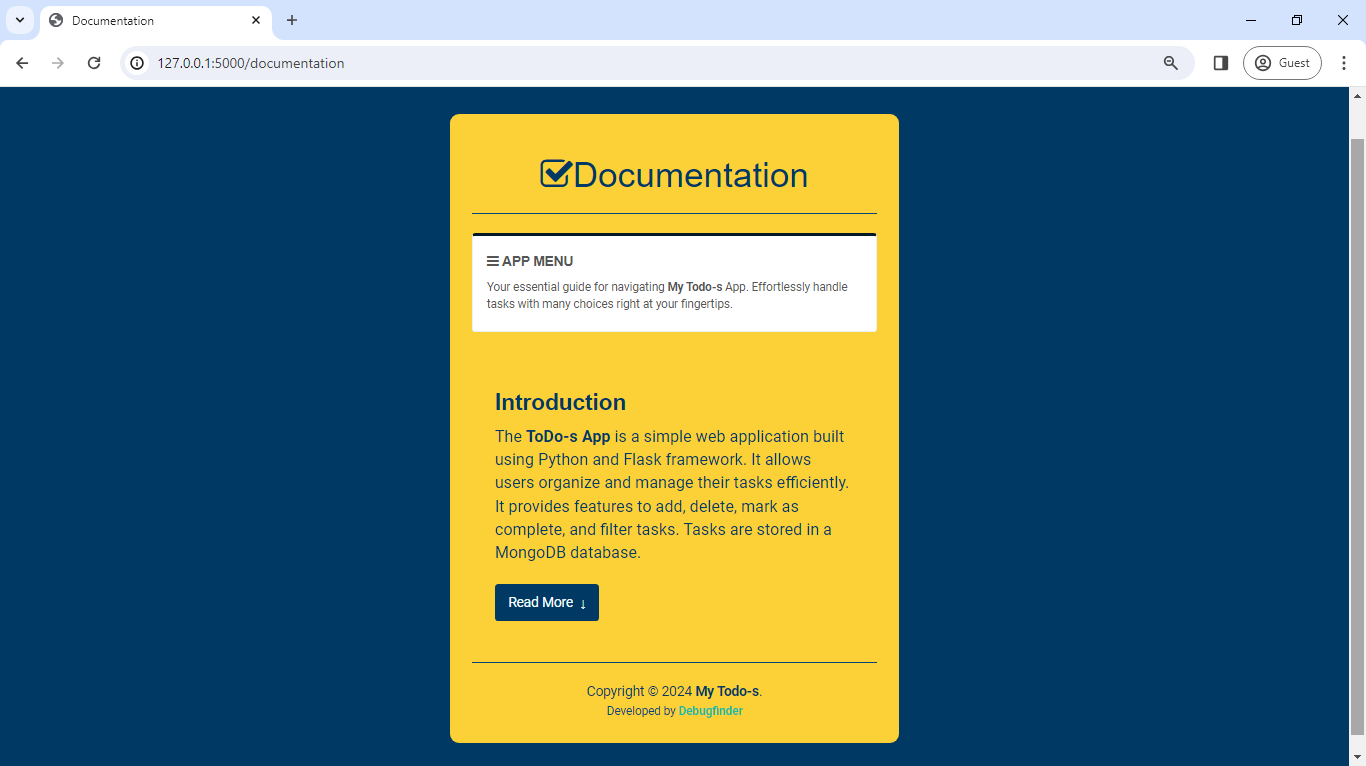 Documentation
127.0.0.1:5000/documentation
Guest
Documentation
APP MENU
Your essential guide for navigating My Todo-s App. Effortlessly handle
tasks with many choices right at your fingertips.
Introduction
The ToDo-s App is a simple web application built
using Python and Flask framework. It allows
users organize and manage their tasks efficiently.
It provides features to add, delete, mark as
complete, and filter tasks. Tasks are stored in a
MongoDB database.
Read More ↓
Copyright © 2024 My Todo-s.
Developed by Debugfinder